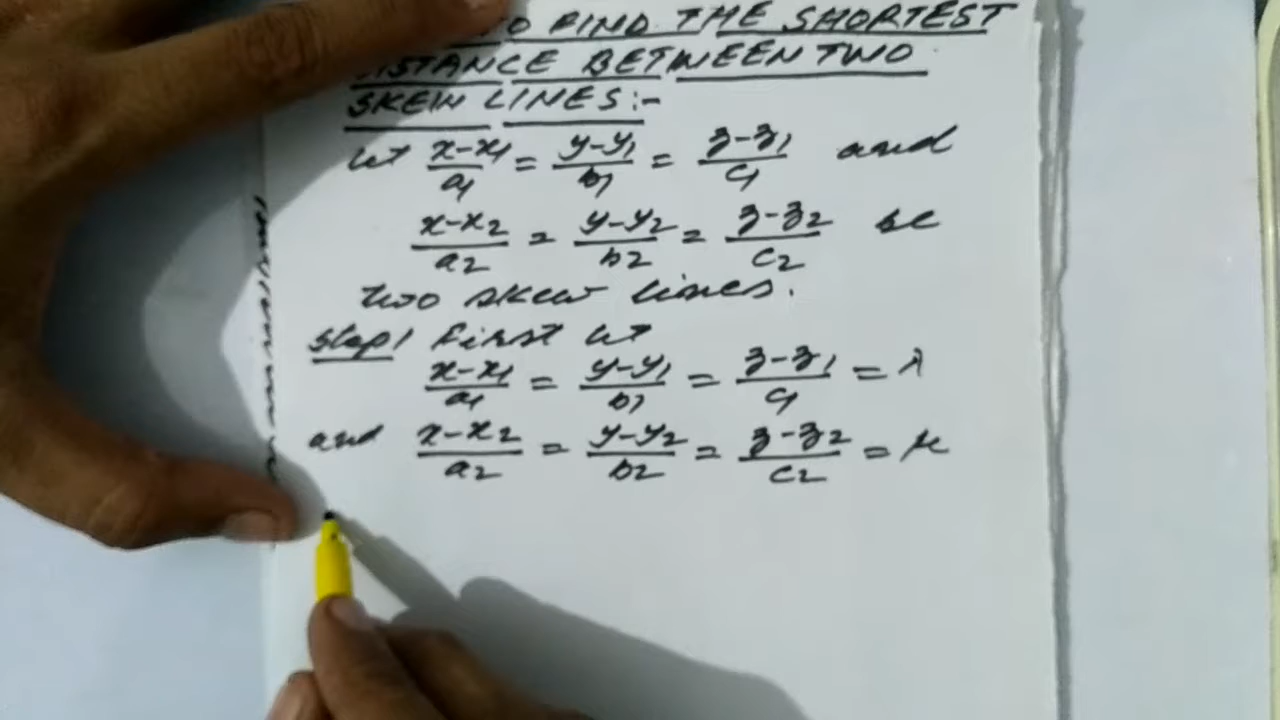 TO FIND THE SHORTEST
DISTANCE BETWEEN TWO
SKEW LINES:-
let x-x1/a1 = y-y1/b1 = z-z1/c1 and
x-x2/a2 = y-y2/b2 = z-z2/c2 be
two skew lines.
step1 first let
x-x1/a1 = y-y1/b1 = z-z1/c1 = λ
and x-x2/a2 = y-y2/b2 = z-z2/c2 = μ